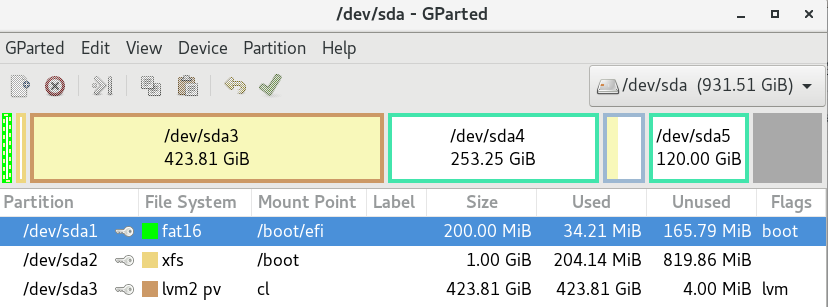 /dev/sda - GParted
GParted Edit View Device Partition Help
/dev/sda (931.51 GiB)
/dev/sda3 /dev/sda4 /dev/sda5
423.81 GiB 253.25 GiB 120.00 GiB
Partition File System Mount Point Label Size Used Unused Flags
/dev/sda1 fat16 /boot/efi 200.00 MiB 34.21 MiB 165.79 MiB boot
/dev/sda2 xfs /boot 1.00 GiB 204.14 MiB 819.86 MiB
/dev/sda3 lvm2 pv cl 423.81 GiB 423.81 GiB 4.00 MiB lvm